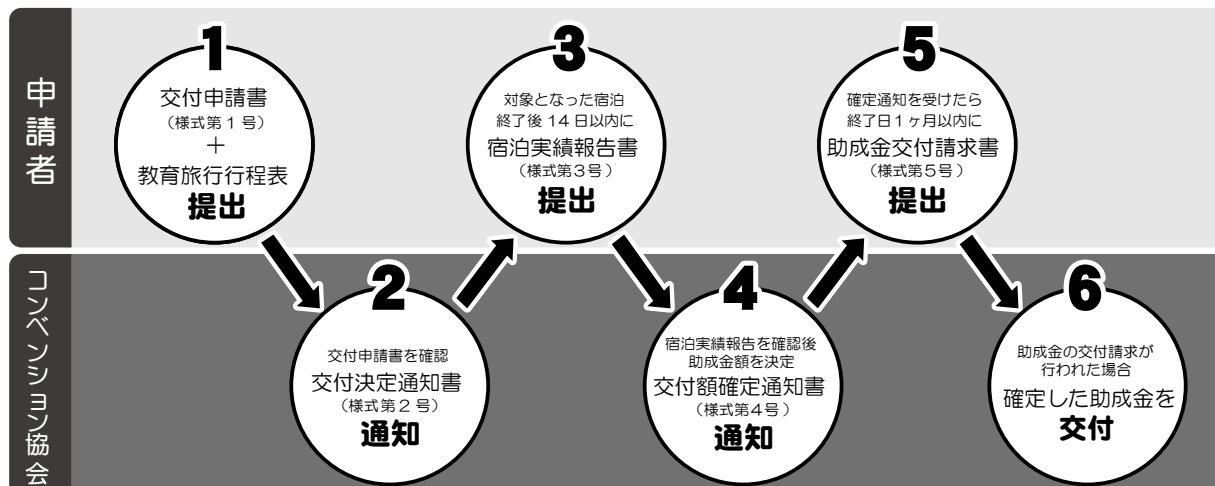 申請者
1
交付申請書
（様式第１号）
＋
教育旅行行程表
提出
3
対象となった宿泊
終了後 14 日以内に
宿泊実績報告書
（様式第3号）
提出
5
確定通知を受けたら
終了日1ヶ月以内に
助成金交付請求書
（様式第5号）
提出
コンベンション協会
2
交付申請書を確認
交付決定通知書
（様式第２号）
通知
4
宿泊実績報告を確認後
助成金額を決定
交付額確定通知書
（様式第4号）
通知
6
助成金の交付請求が
行われた場合
確定した助成金を
交付